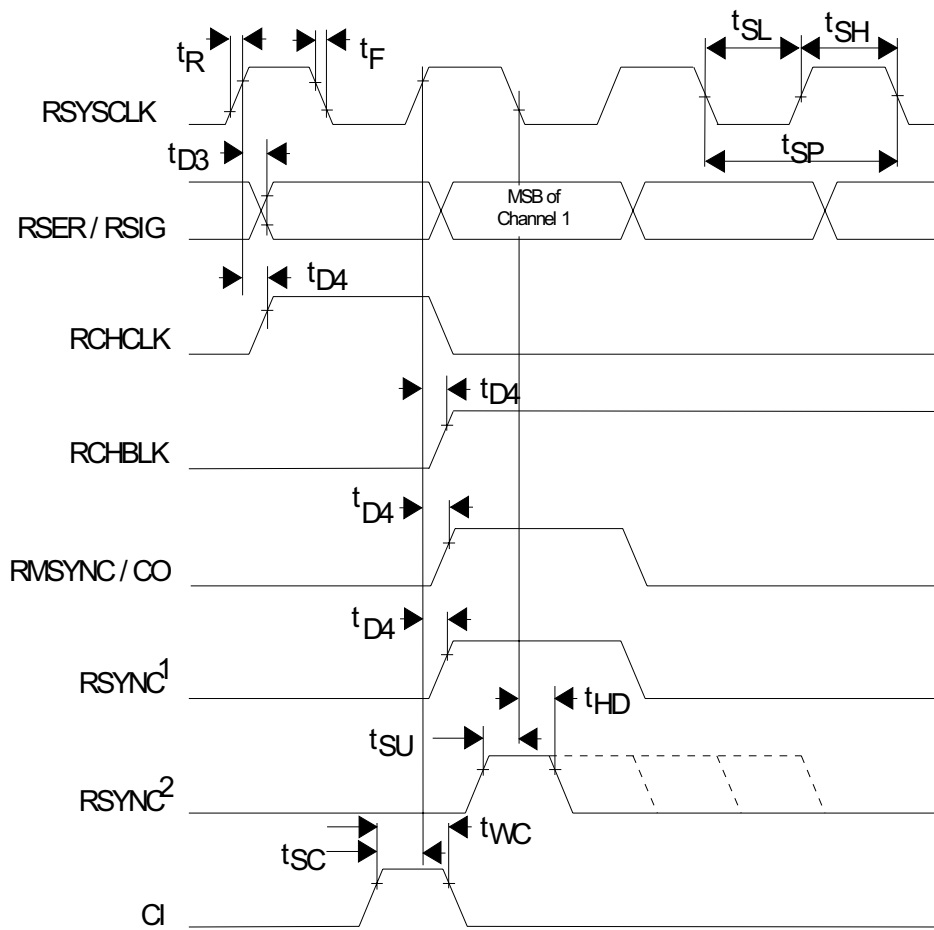 tSL tSH
tR tF
RSYSCLK
tD3 tSP
MSB of
Channel 1
RSER / RSIG
tD4
RCHCLK
tD4
RCHBLK
tD4
RMSYNC / CO
tD4
RSYNC1
tHD
tSU
RSYNC2
tWC
tSC
CI